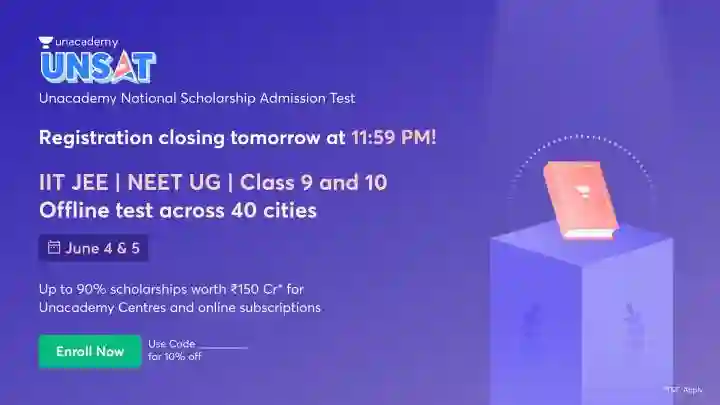 unacademy
UNSAT
Unacademy National Scholarship Admission Test
Registration closing tomorrow at 11:59 PM!
IIT JEE | NEET UG | Class 9 and 10
Offline test across 40 cities
June 4 & 5
Up to 90% scholarships worth ₹150 Cr* for
Unacademy Centres and online subscriptions
Enroll Now
Use Code ________
for 10% off
*T&C Apply